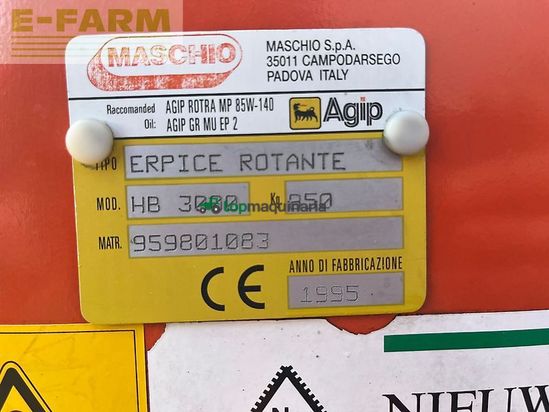 E-FARM
MASCHIO
MASCHIO S.p.A.
35011 CAMPODARSEGO
PADOVA ITALY
Raccomanded Oil:
AGIP ROTRA MP 85W-140
AGIP GR MU EP 2
Agip
TIPO ERPICE ROTANTE
MOD. HB 3000 Kg. 850
topmaquinaria
MATR. 959801083
CE
ANNO DI FABBRICAZIONE
1995
NIEUW
N